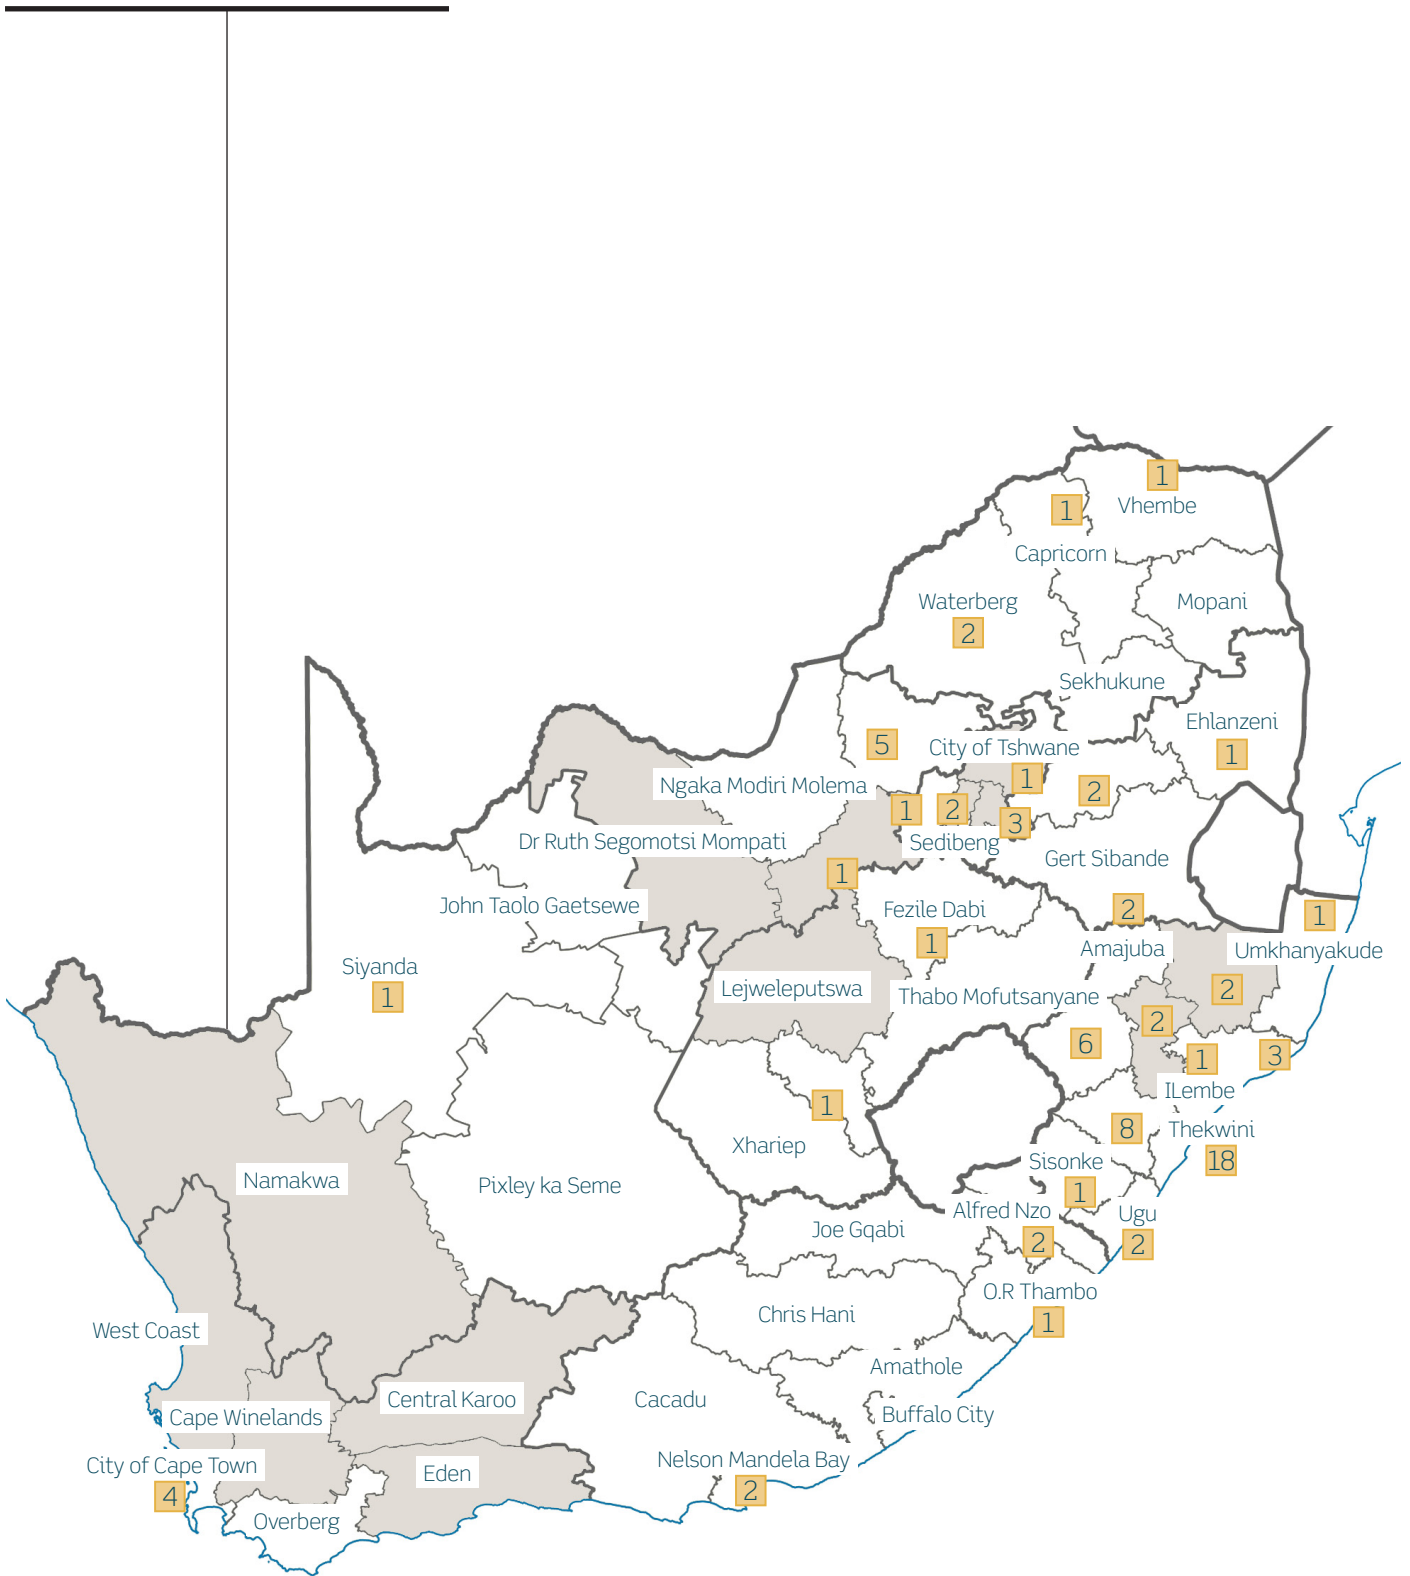 1
Vhembe
1
Capricorn
Waterberg
2
Mopani
Sekhukune
Ehlanzeni
1
5
City of Tshwane
1
Ngaka Modiri Molema
2
1
2
3
Sedibeng
Dr Ruth Segomotsi Mompati
Gert Sibande
1
John Taolo Gaetsewe
Fezile Dabi
1
2
1
Amajuba
Umkhanyakude
Siyanda
1
Lejweleputswa
Thabo Mofutsanyane
2
2
6
1
3
ILembe
1
8
Thekwini
18
Xhariep
Sisonke
1
Namakwa
Pixley ka Seme
Alfred Nzo
2
Ugu
2
Joe Gqabi
O.R Thambo
1
Chris Hani
West Coast
Amathole
Central Karoo
Cacadu
Buffalo City
Cape Winelands
City of Cape Town
4
Eden
Nelson Mandela Bay
2
Overberg